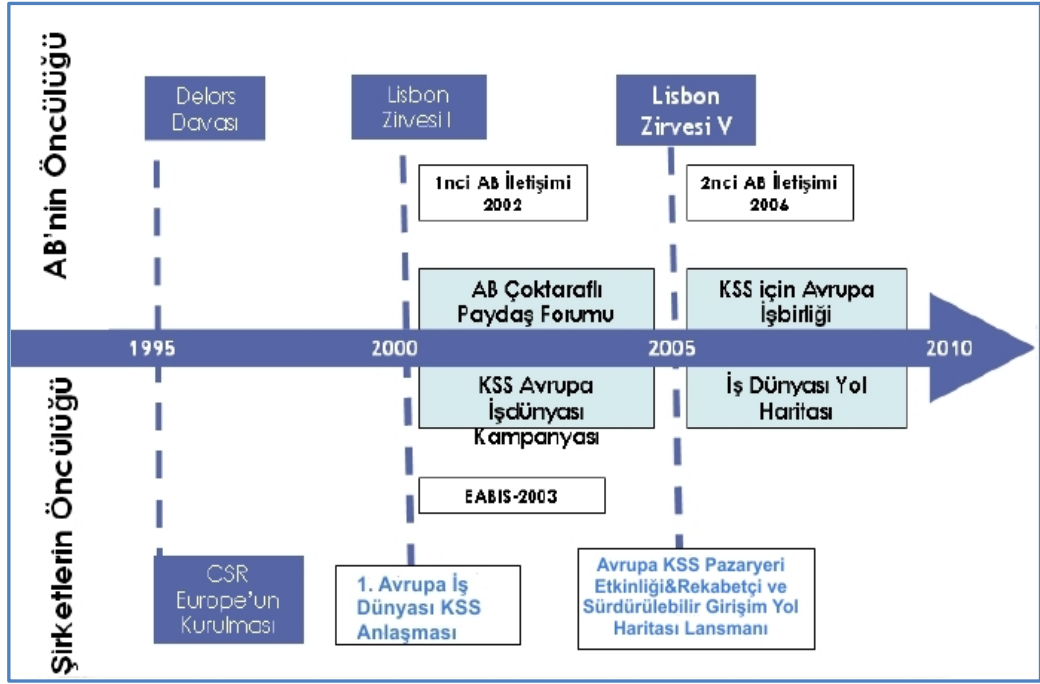 AB'nin Öncülüğü
Delors
Davası
Lisbon
Zirvesi I
Lisbon
Zirvesi V
1nci AB İletişimi
2002
2nci AB İletişimi
2006
AB Çoktaraflı
Paydaş Forumu
KSS için Avrupa
İşbirliği
1995
2000
2005
2010
Şirketlerin Öncülüğü
KSS Avrupa
İşdünyası
Kampanyası
İş Dünyası Yol
Haritası
EABIS-2003
CSR
Europe'un
Kurulması
1. Avrupa İş
Dünyası KSS
Anlaşması
Avrupa KSS Pazaryeri
Etkinliği&Rekabetçi ve
Sürdürülebilir Girişim Yol
Haritası Lansmanı